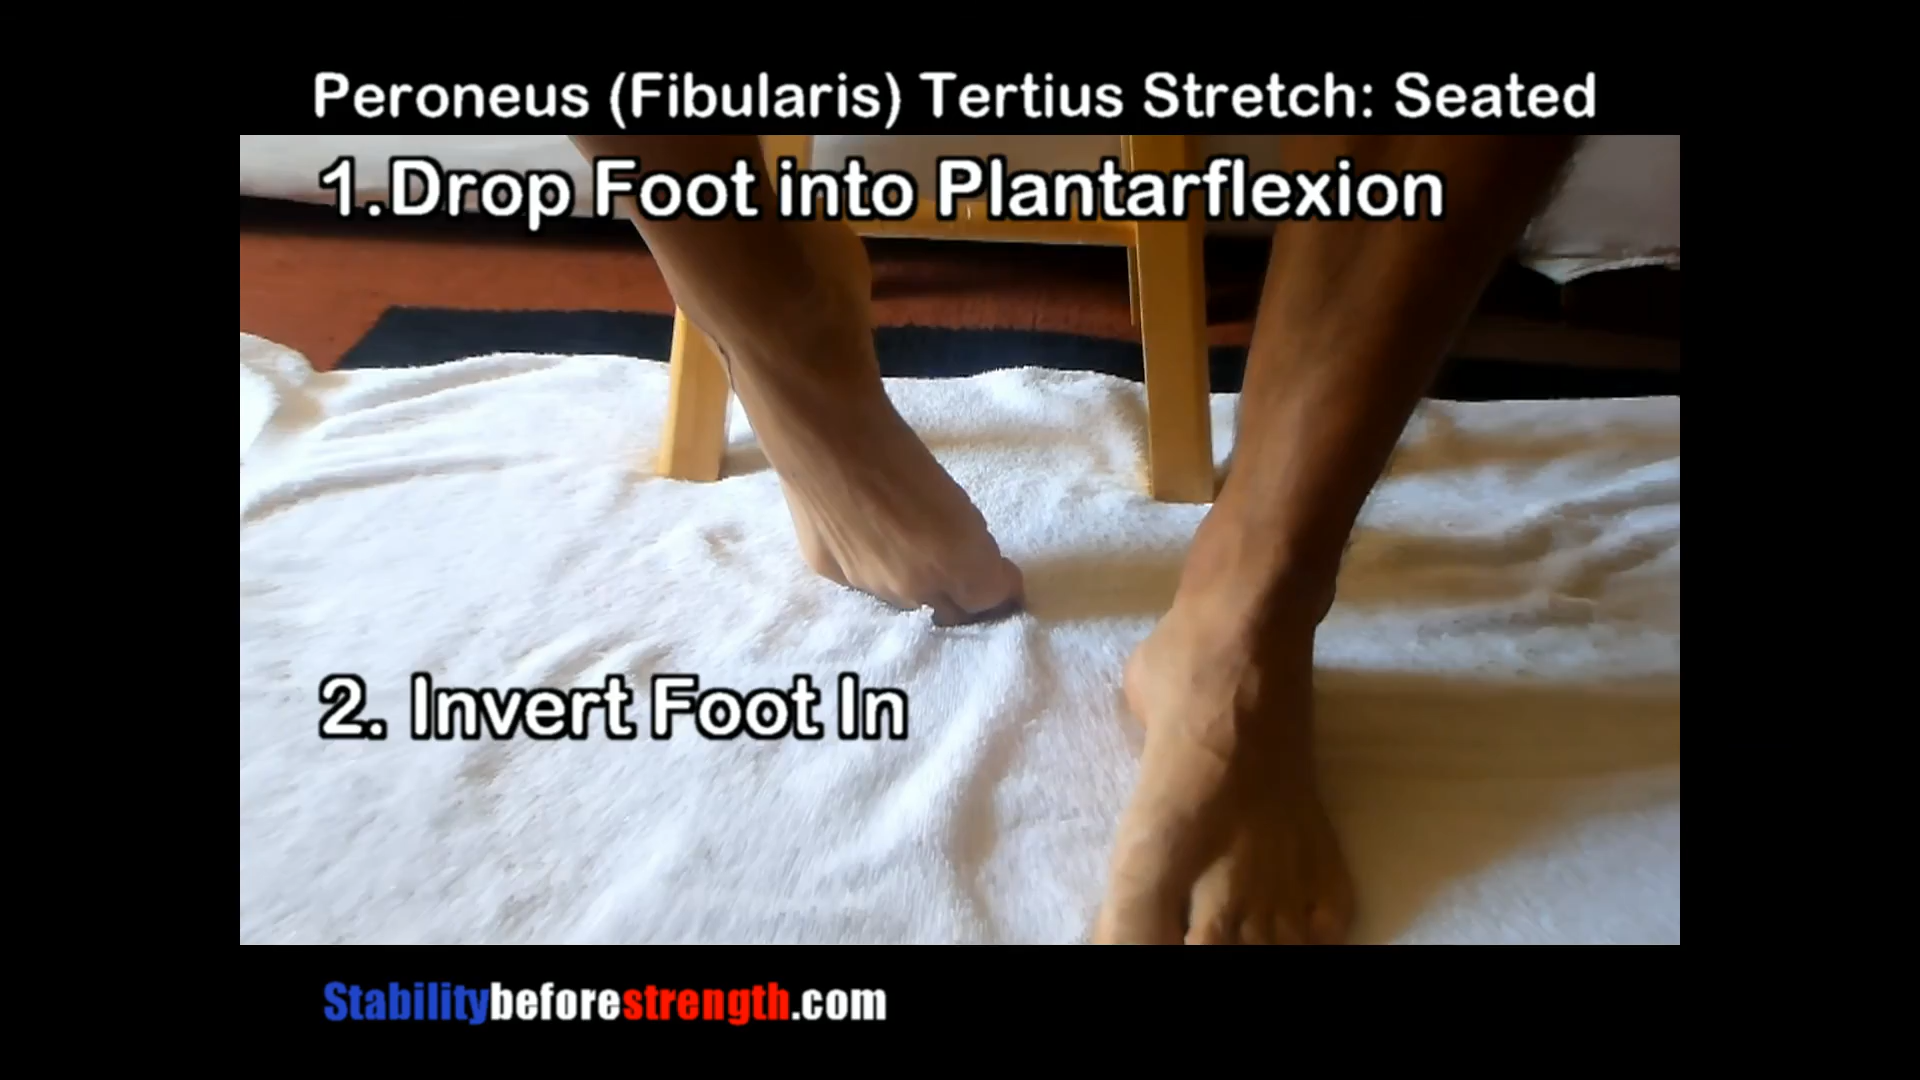 Peroneus (Fibularis) Tertius Stretch: Seated
1.Drop Foot into Plantarflexion
2. Invert Foot In
Stabilitybeforestrength.com